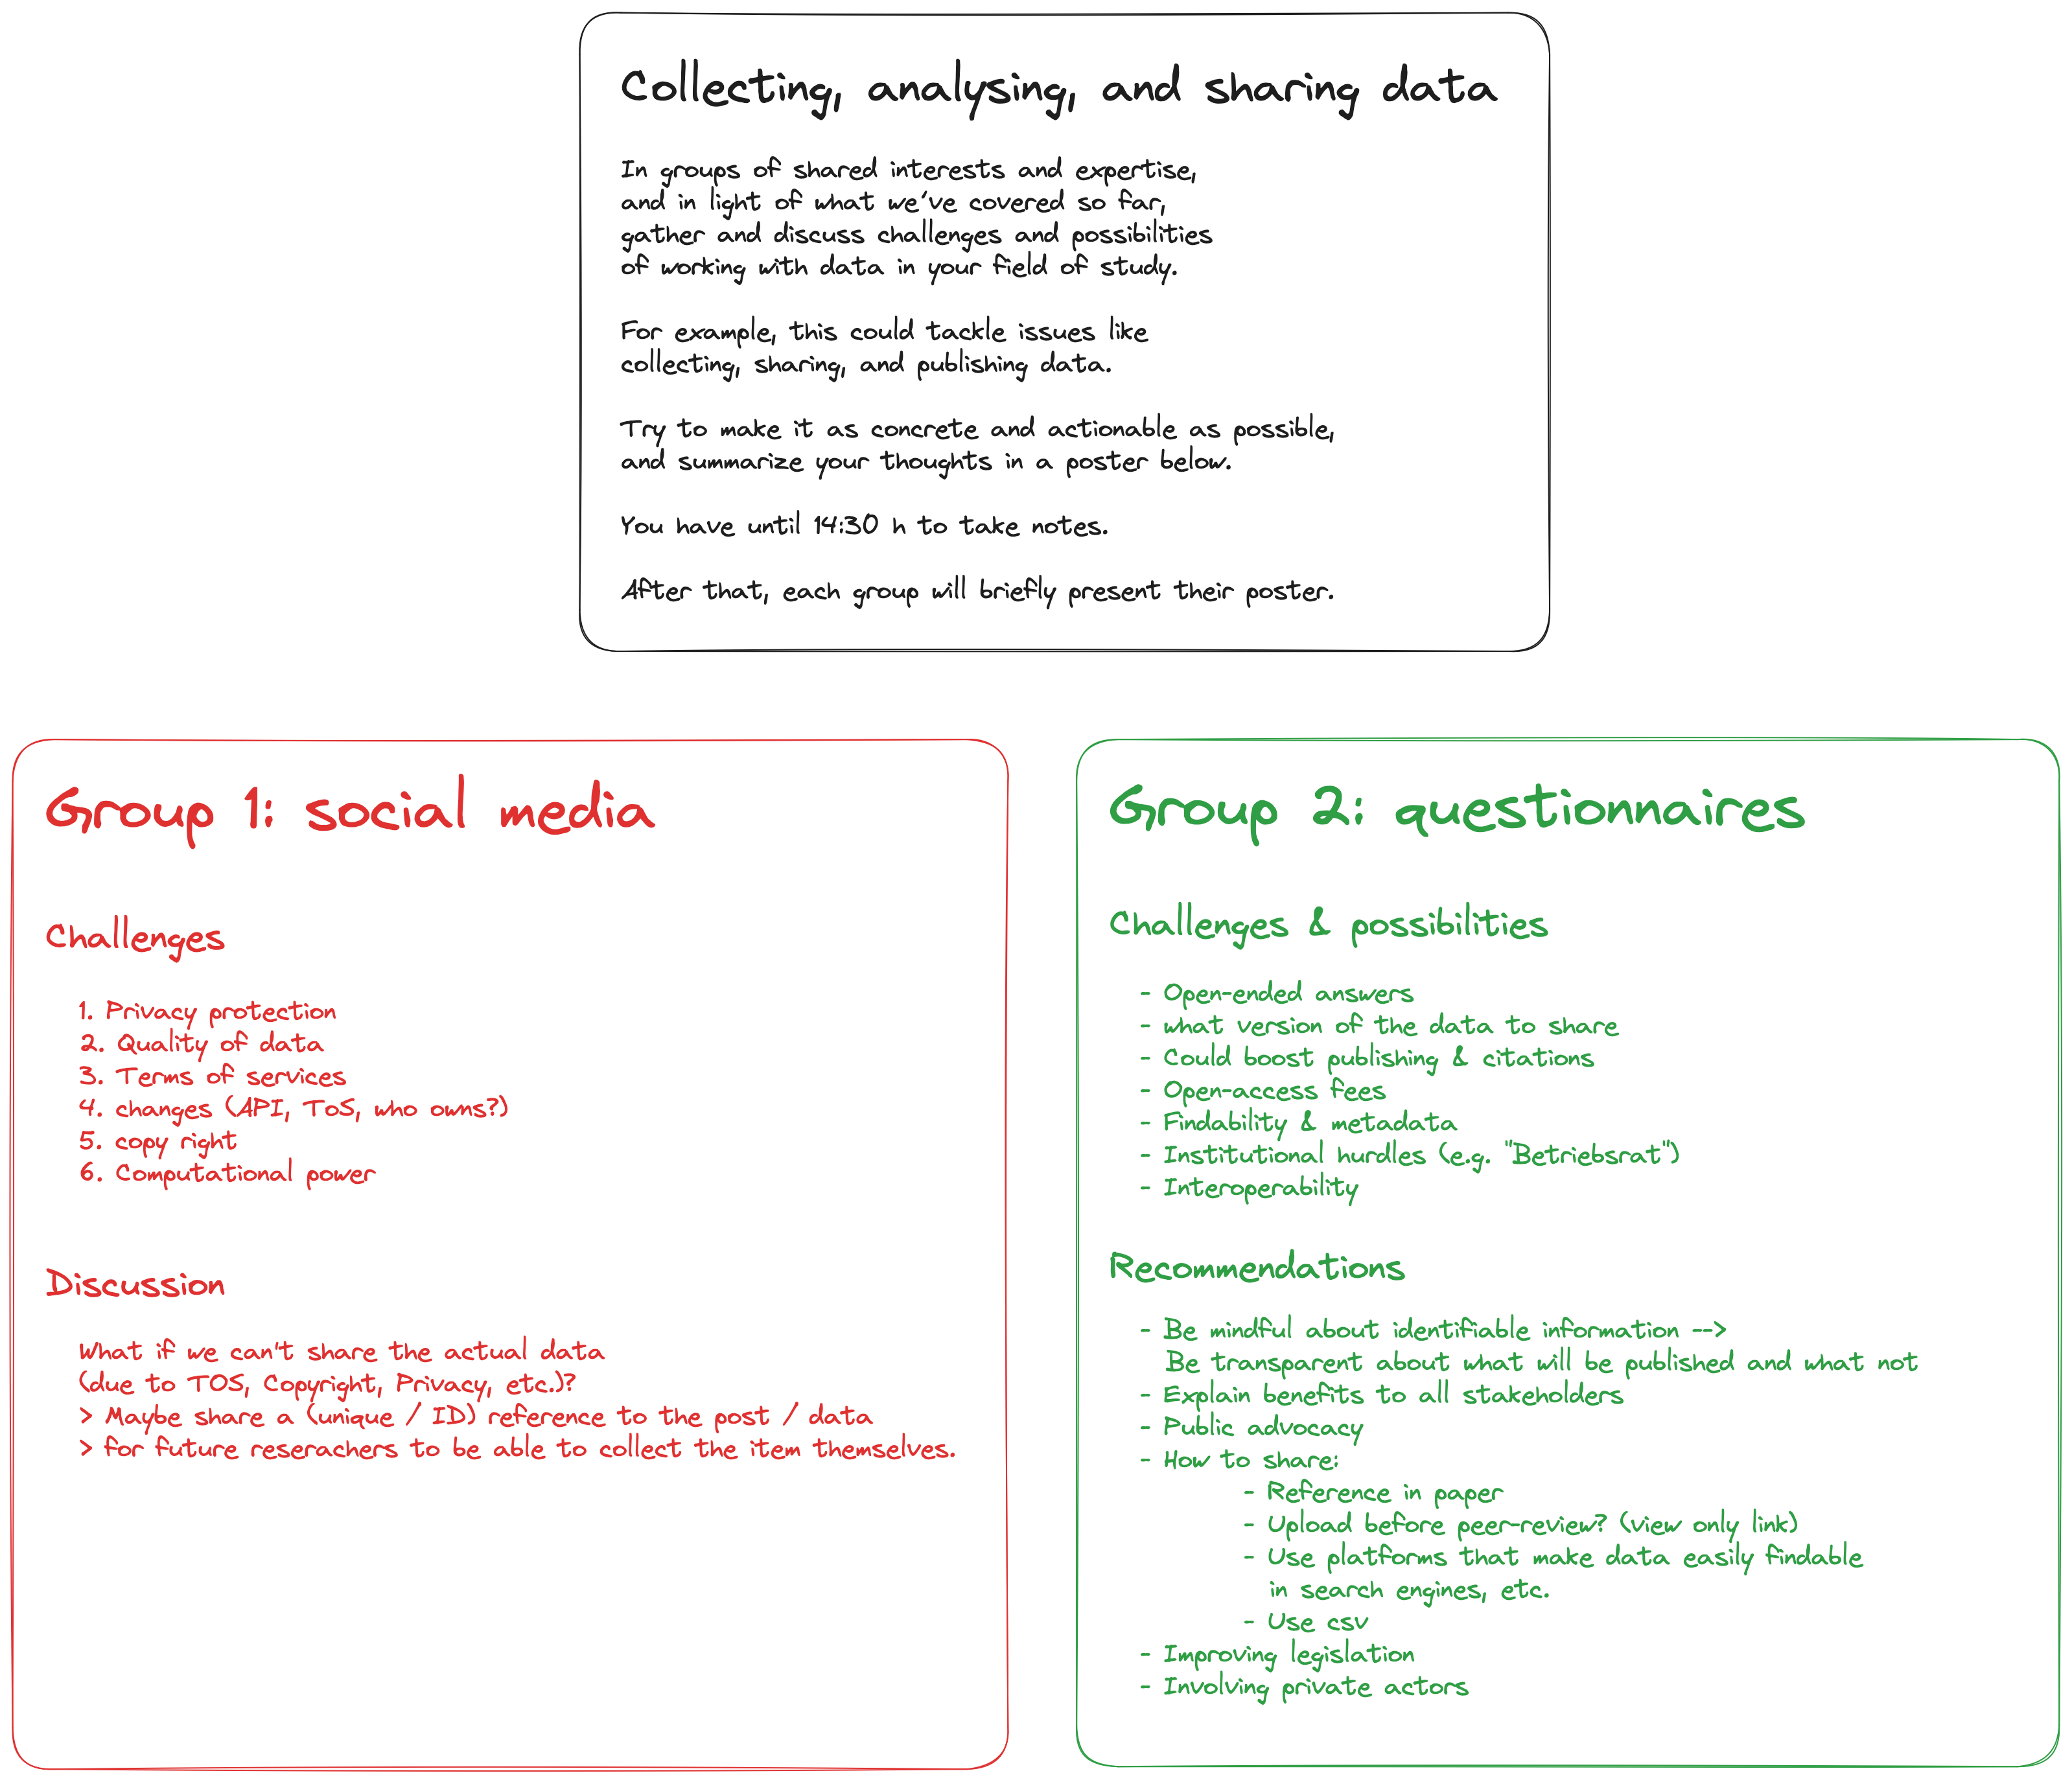 Collecting, analysing, and sharing data
In groups of shared interests and expertise,
and in light of what we've covered so far,
gather and discuss challenges and possibilities
of working with data in your field of study.
For example, this could tackle issues like
collecting, sharing, and publishing data.
Try to make it as concrete and actionable as possible,
and summarize your thoughts in a poster below.
You have until 14:30 h to take notes.
After that, each group will briefly present their poster.
Group 1: social media
Challenges
1. Privacy protection
2. Quality of data
3. Terms of services
4. changes (API, ToS, who owns?)
5. copy right
6. Computational power
Discussion
What if we can't share the actual data
(due to TOS, Copyright, Privacy, etc.)?
> Maybe share a (unique / ID) reference to the post / data
> for future reserachers to be able to collect the item themselves.
Group 2: questionnaires
Challenges & possibilities
- Open-ended answers
- what version of the data to share
- Could boost publishing & citations
- Open-access fees
- Findability & metadata
- Institutional hurdles (e.g. "Betriebsrat")
- Interoperability
Recommendations
- Be mindful about identifiable information -->
Be transparent about what will be published and what not
- Explain benefits to all stakeholders
- Public advocacy
- How to share:
- Reference in paper
- Upload before peer-review? (view only link)
- Use platforms that make data easily findable
in search engines, etc.
- Use csv
- Improving legislation
- Involving private actors